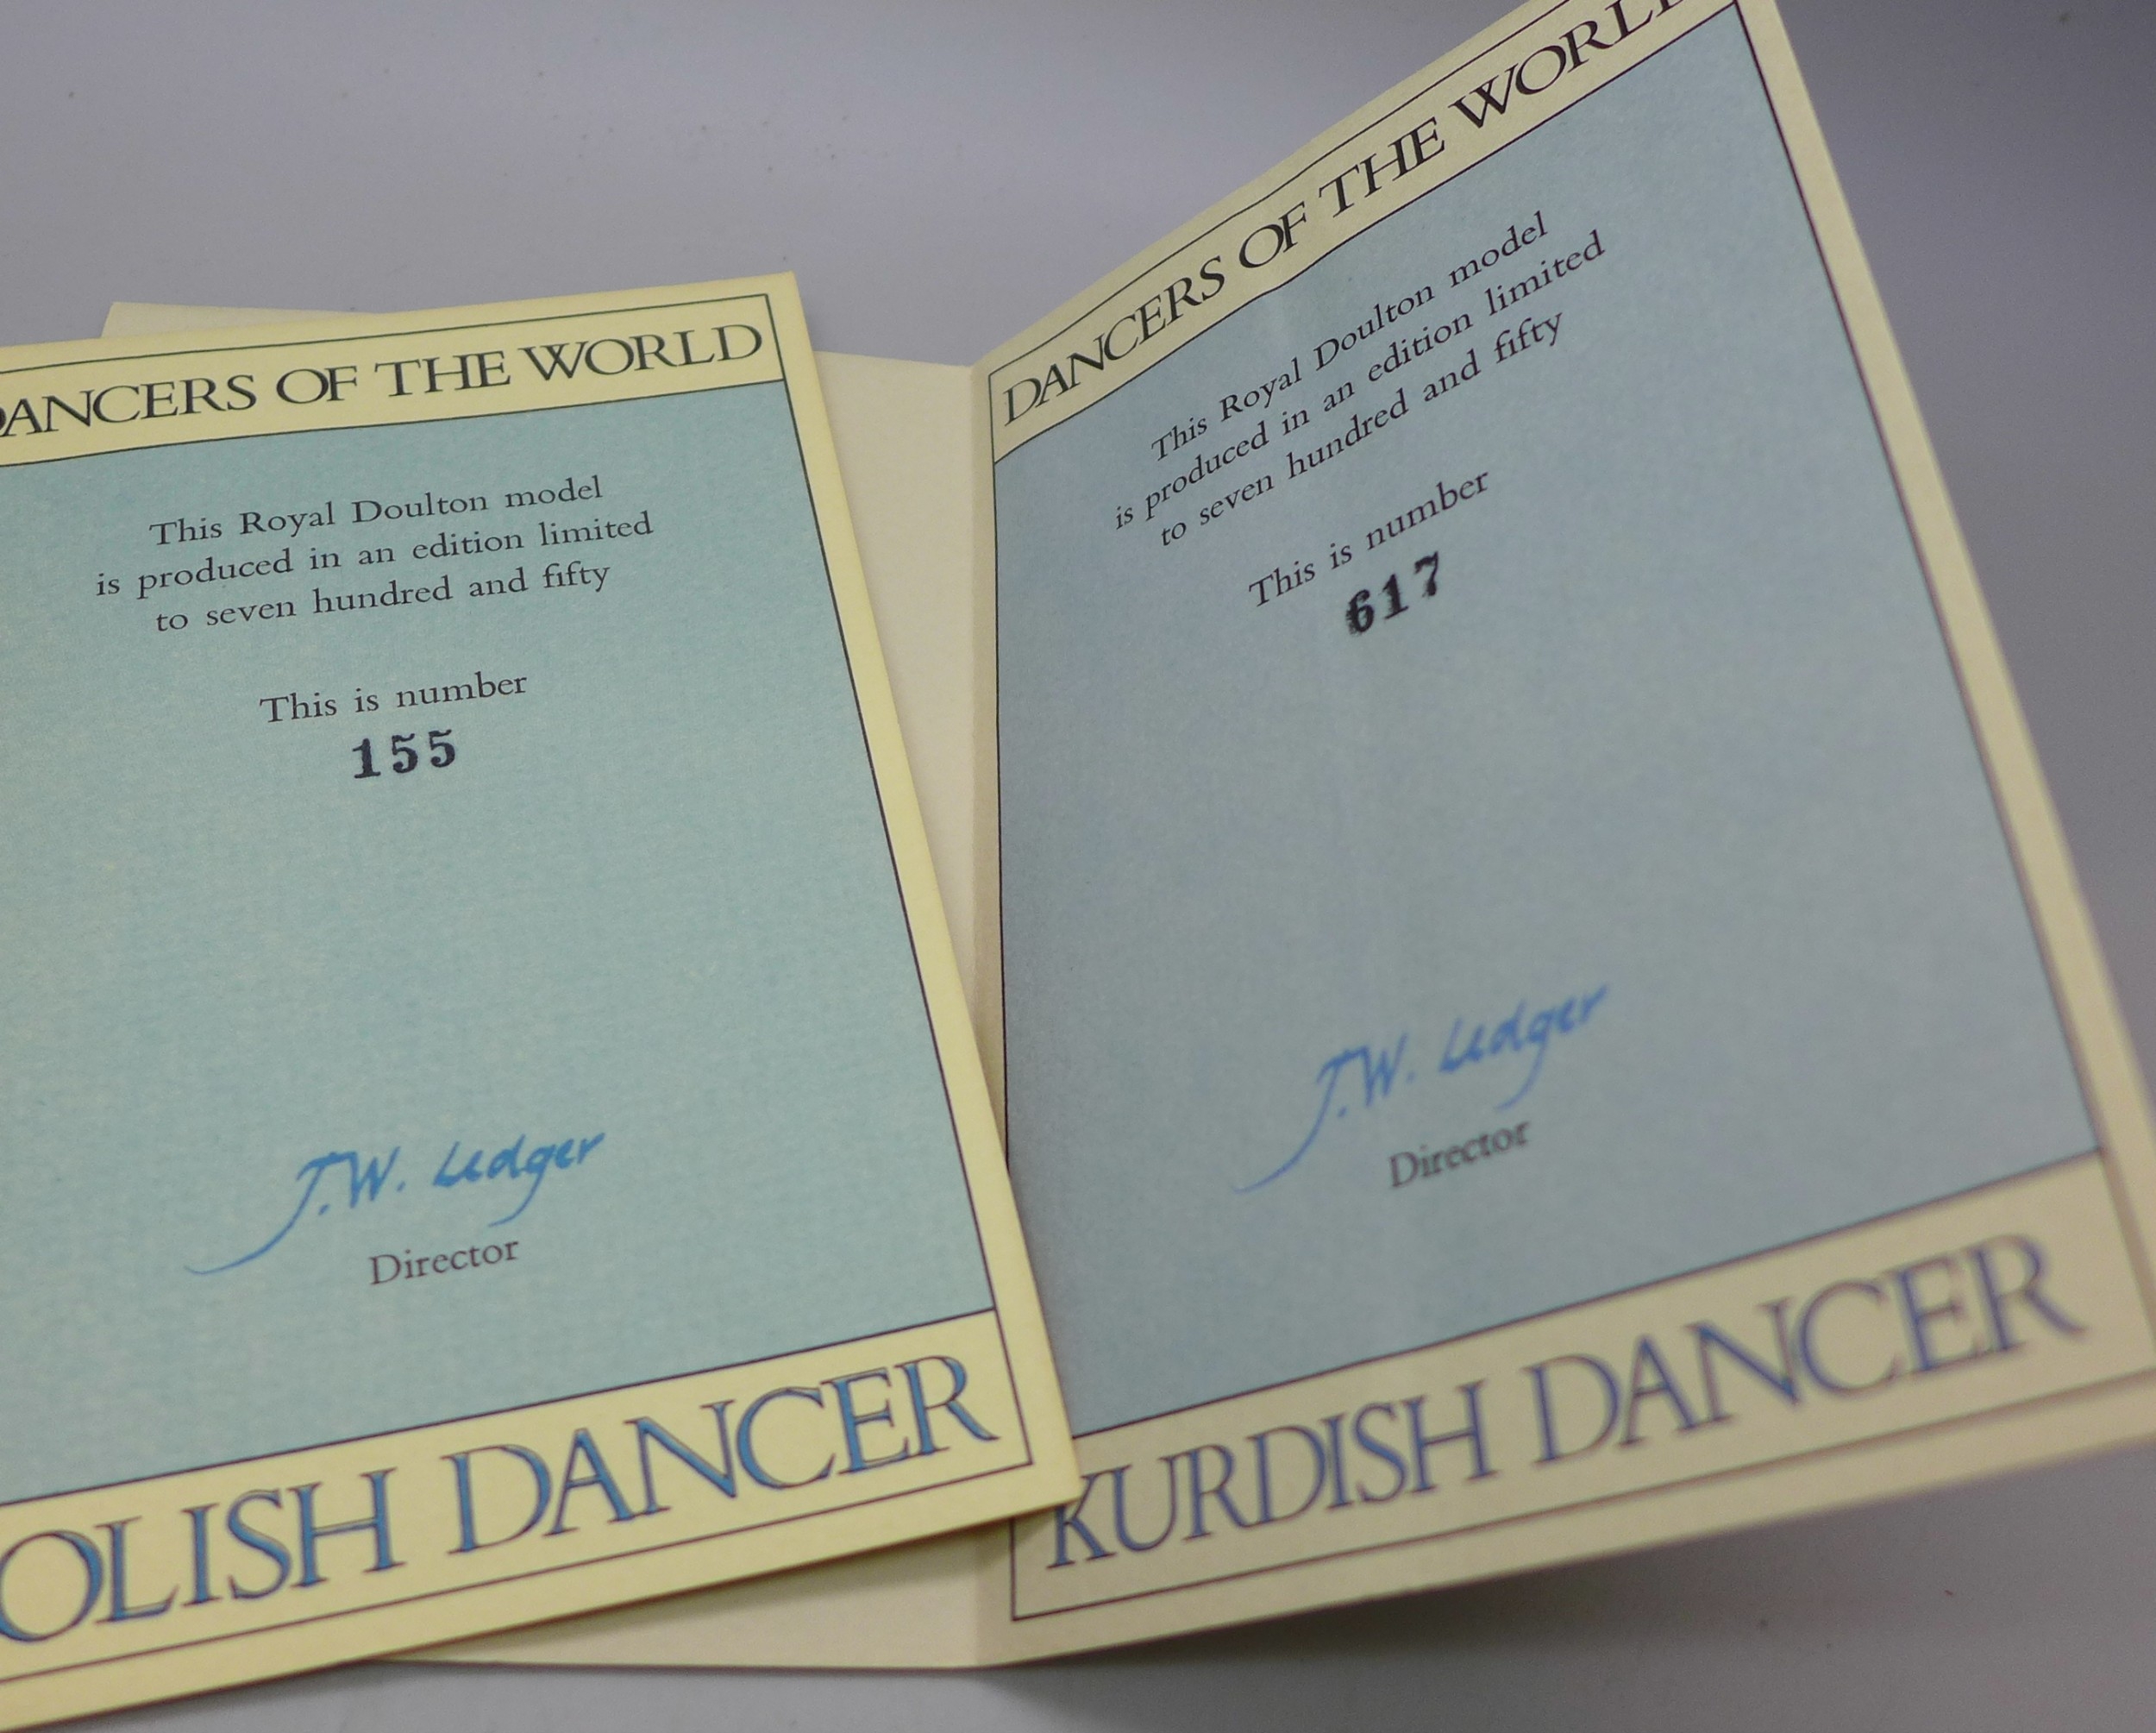 DANCERS OF THE WORLD
This Royal Doulton model
is produced in an edition limited
to seven hundred and fifty
This is number
155
J.W. Ledger
Director
OLISH DANCER
DANCERS OF THE WORLD
This Royal Doulton model
is produced in an edition limited
to seven hundred and fifty
This is number
617
J.W. Ledger
Director
KURDISH DANCER